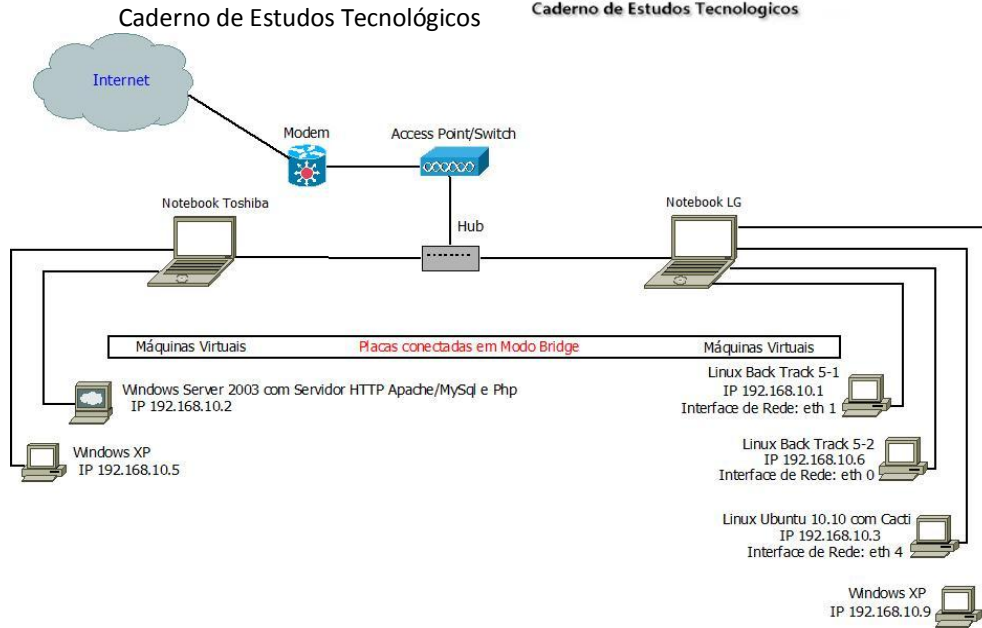 Caderno de Estudos Tecnológicos
Caderno de Estudos Tecnologicos
Internet
Modem
Access Point/Switch
Notebook Toshiba
Notebook LG
Hub
Máquinas Virtuais
Placas conectadas em Modo Bridge
Máquinas Virtuais
Windows Server 2003 com Servidor HTTP Apache/MySql e Php
IP 192.168.10.2
Windows XP
IP 192.168.10.5
Linux Back Track 5-1
IP 192.168.10.1
Interface de Rede: eth 1
Linux Back Track 5-2
IP 192.168.10.6
Interface de Rede: eth 0
Linux Ubuntu 10.10 com Cacti
IP 192.168.10.3
Interface de Rede: eth 4
Windows XP
IP 192.168.10.9